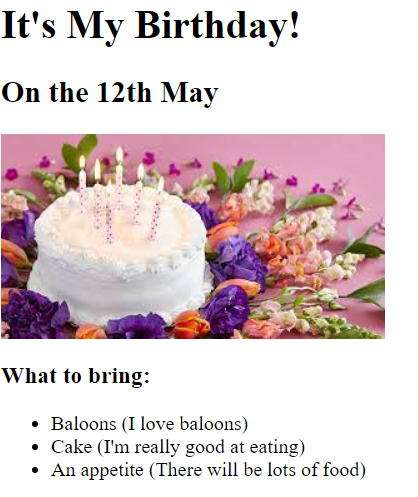 It's My Birthday!
On the 12th May
What to bring:
Baloons (I love baloons)
Cake (I'm really good at eating)
An appetite (There will be lots of food)